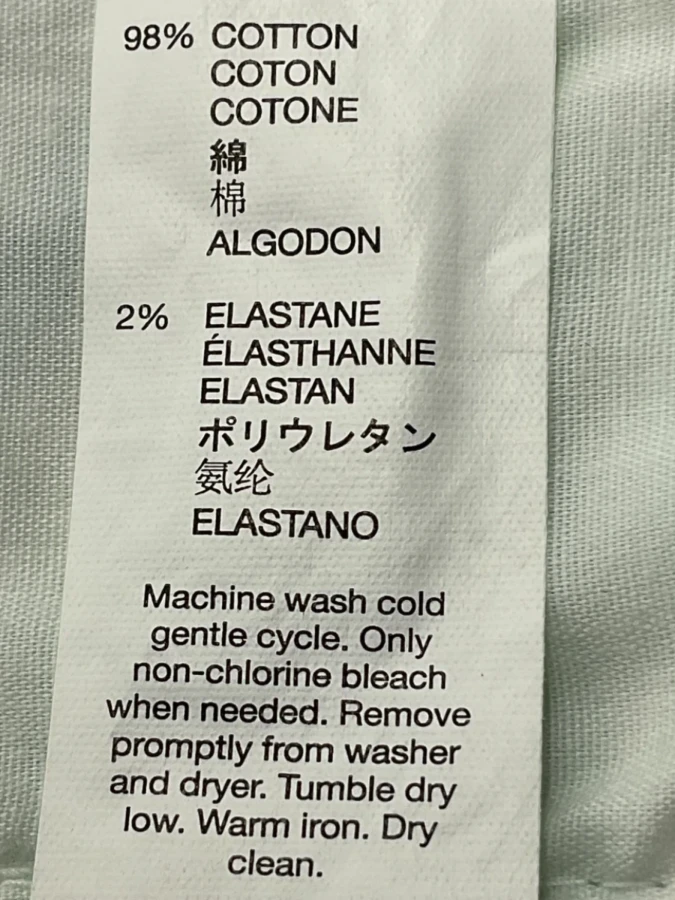 98% COTTON
COTON
COTONE
綿
棉
ALGODON
2% ELASTANE
ÉLASTHANNE
ELASTAN
ポリウレタン
氨纶
ELASTANO
Machine wash cold
gentle cycle. Only
non-chlorine bleach
when needed. Remove
promptly from washer
and dryer. Tumble dry
low. Warm iron. Dry
clean.